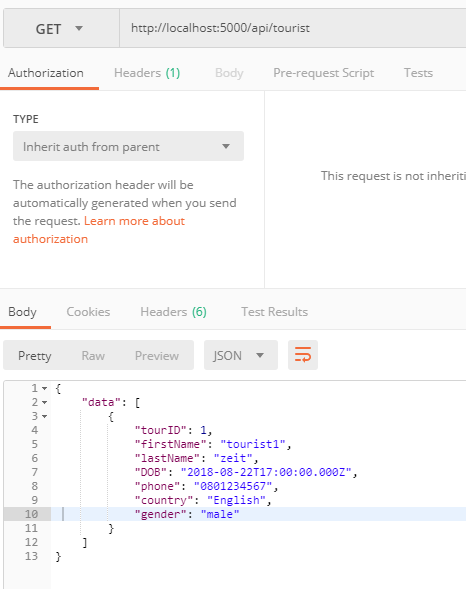 GET http://localhost:5000/api/tourist
Authorization Headers (1) Body Pre-request Script Tests
TYPE
Inherit auth from parent
This request is not inheriti
The authorization header will be
automatically generated when you send
the request. Learn more about
authorization
Body Cookies Headers (6) Test Results
Pretty Raw Preview JSON
1 {
2 "data": [
3 {
4 "tourID": 1,
5 "firstName": "tourist1",
6 "lastName": "zeit",
7 "DOB": "2018-08-22T17:00:00.000Z",
8 "phone": "0801234567",
9 "country": "English",
10 "gender": "male"
11 }
12 ]
13 }